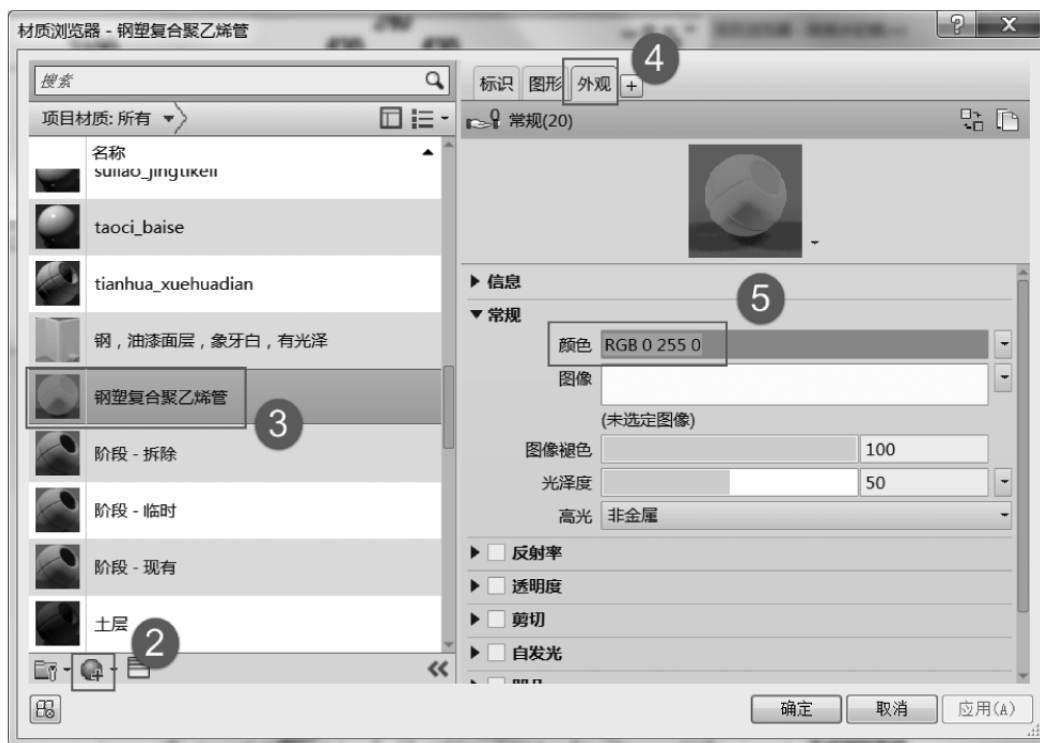 材质浏览器 - 钢塑复合聚乙烯管
搜索
项目材质: 所有
名称
suliao_jingtikeli
taoci_baise
tianhua_xuehuadian
钢，油漆面层，象牙白，有光泽
钢塑复合聚乙烯管
3
阶段 - 拆除
阶段 - 临时
阶段 - 现有
土层
2
4
标识 图形 外观 +
常规(20)
信息
5
常规
颜色 RGB 0 255 0
图像
(未选定图像)
图像褪色 100
光泽度 50
高光 非金属
反射率
透明度
剪切
自发光
确定 取消 应用(A)